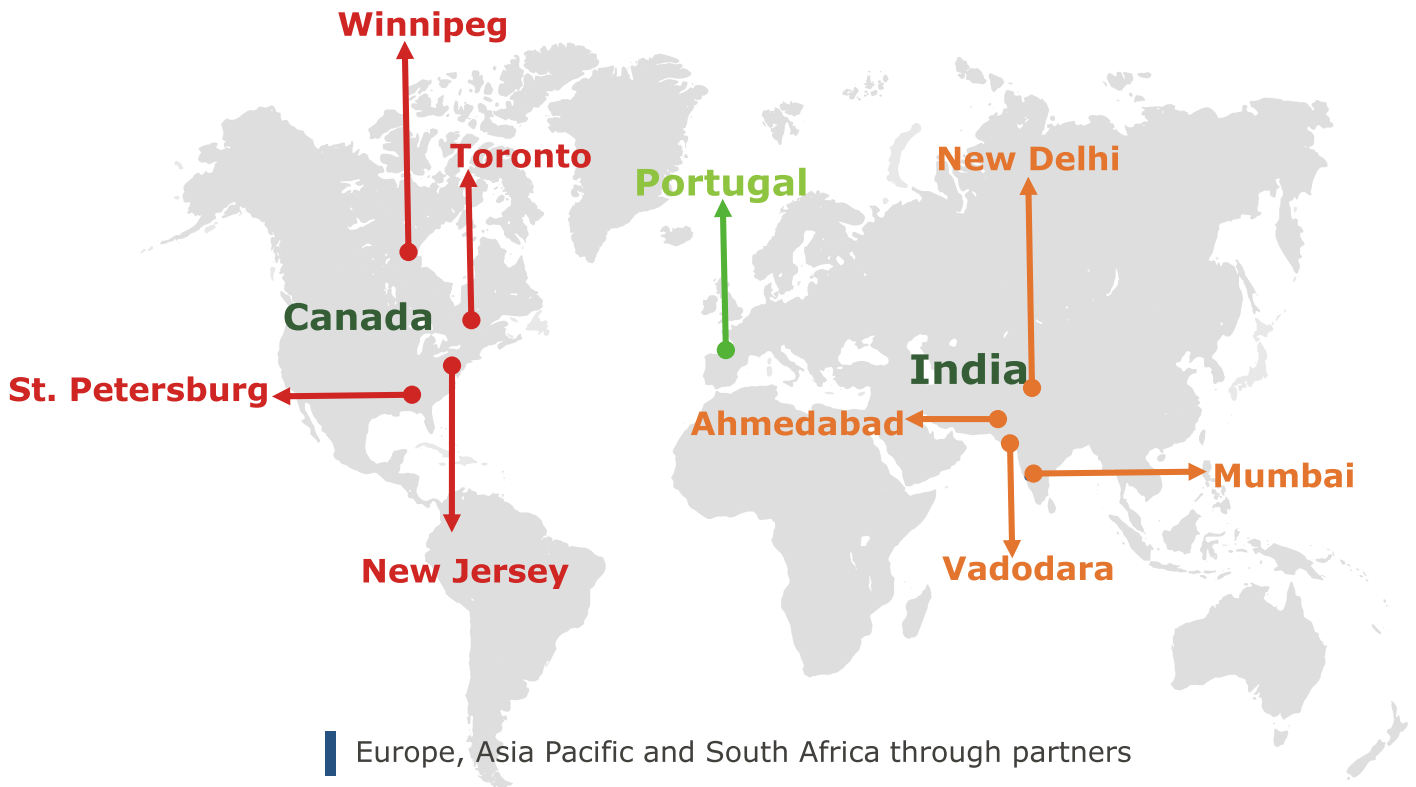 Winnipeg
Toronto
New Delhi
Portugal
Canada
India
St. Petersburg
Ahmedabad
Mumbai
New Jersey
Vadodara
Europe, Asia Pacific and South Africa through partners